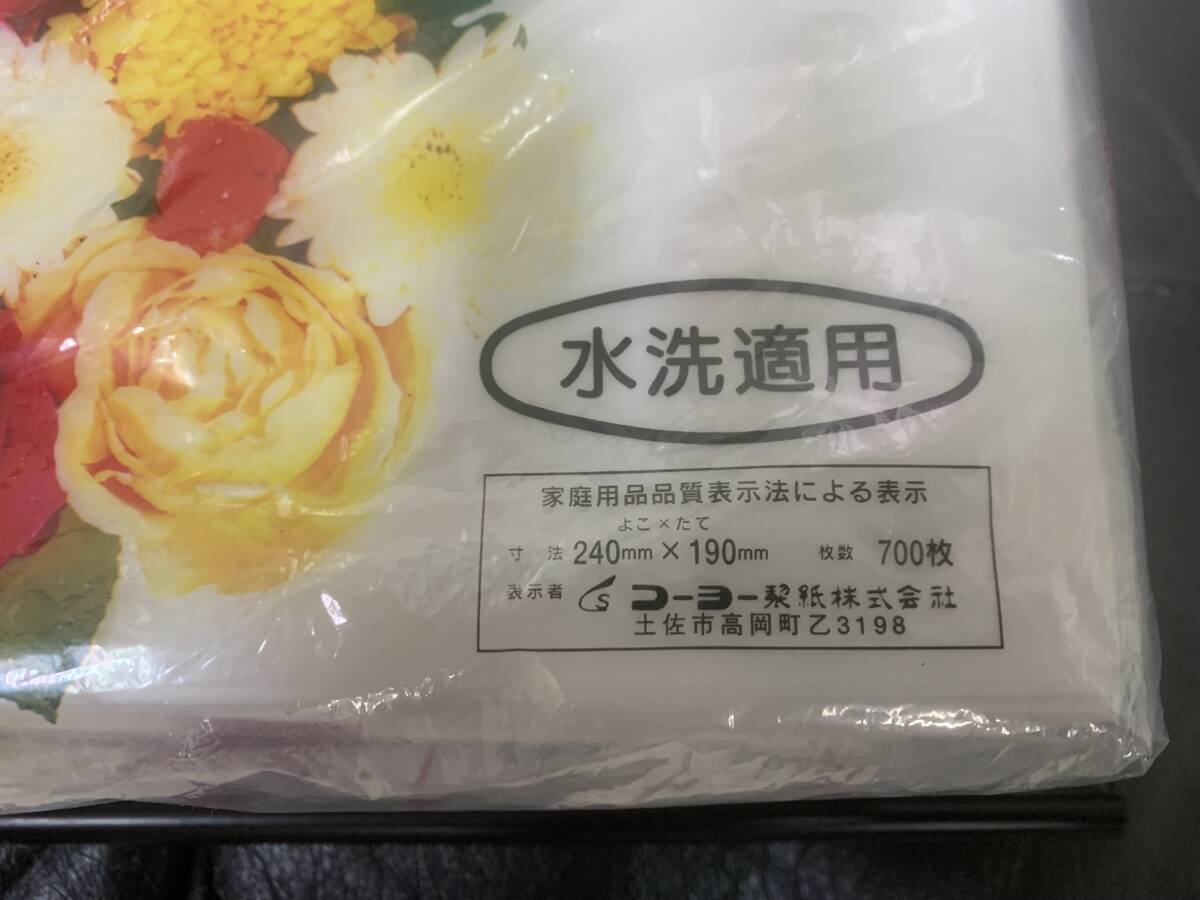 水洗適用
家庭用品品質表示法による表示
よこ×たて
寸法 240mm×190mm 枚数 700枚
表示者 コーヨー製紙株式会社
土佐市高岡町乙3198